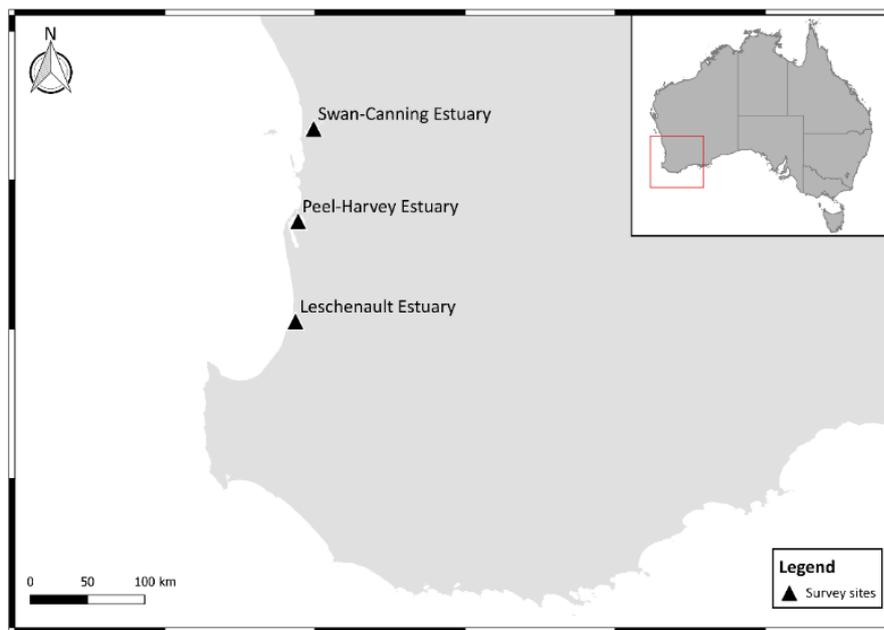 N
Swan-Canning Estuary
Peel-Harvey Estuary
Leschenault Estuary
0 50 100 km
Legend
Survey sites